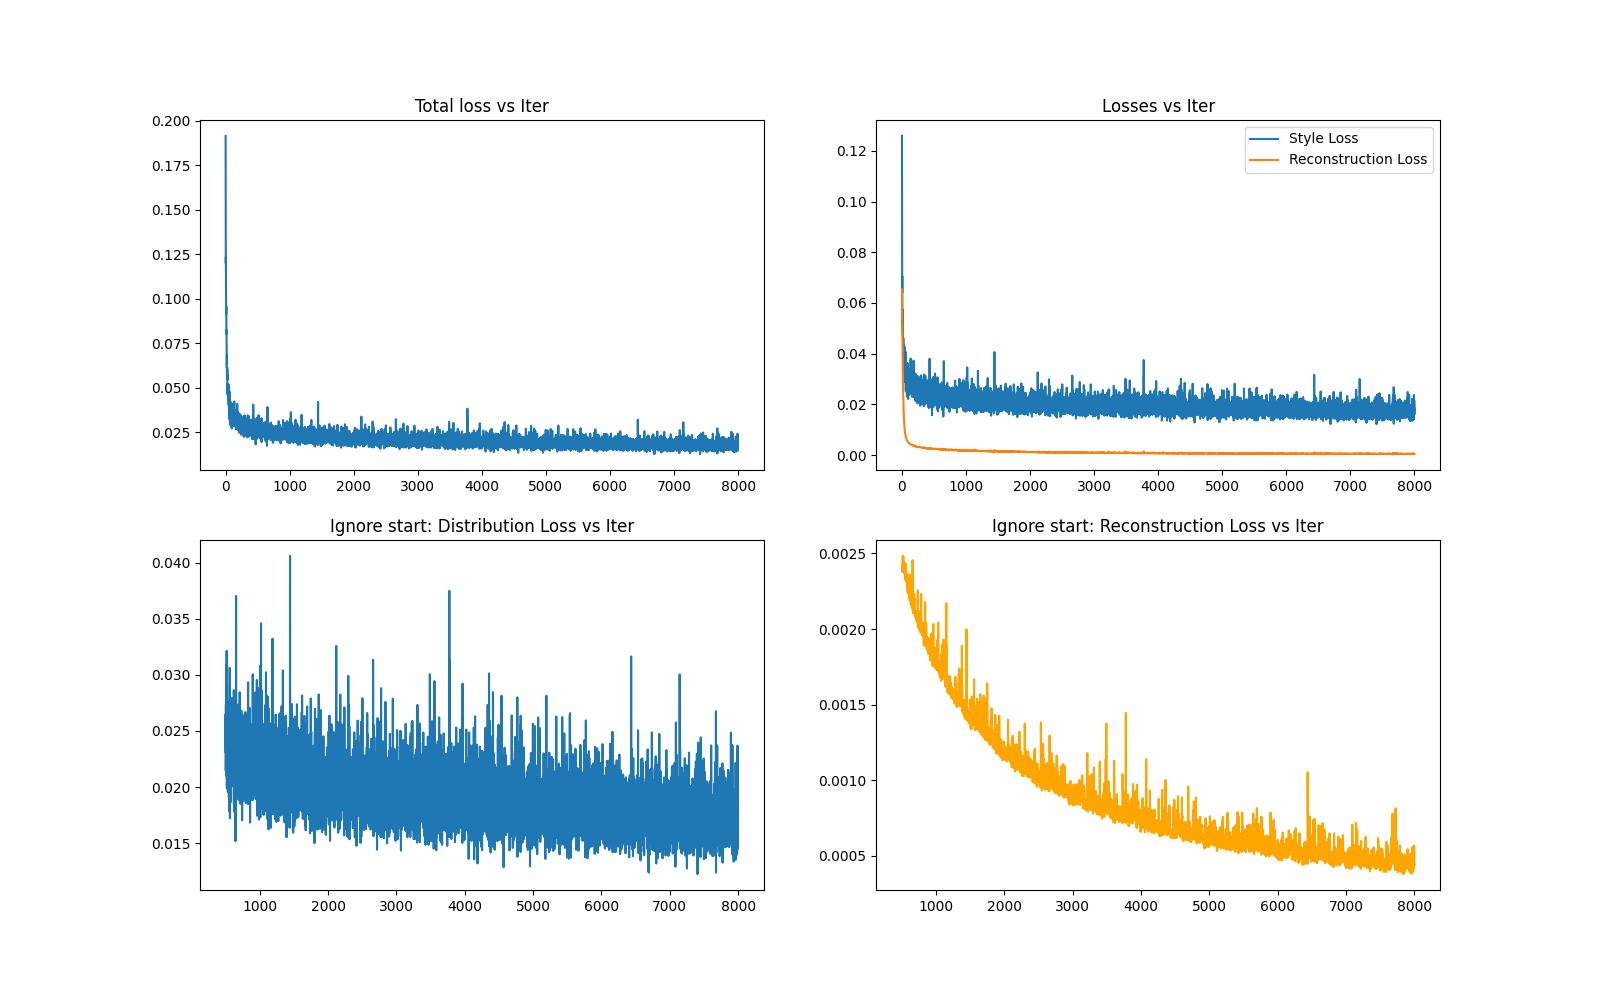 Total loss vs Iter
0.200
0.175
0.150
0.125
0.100
0.075
0.050
0.025
0 1000 2000 3000 4000 5000 6000 7000 8000
Losses vs Iter
Style Loss
Reconstruction Loss
0.12
0.10
0.08
0.06
0.04
0.02
0.00
0 1000 2000 3000 4000 5000 6000 7000 8000
Ignore start: Distribution Loss vs Iter
0.040
0.035
0.030
0.025
0.020
0.015
1000 2000 3000 4000 5000 6000 7000 8000
Ignore start: Reconstruction Loss vs Iter
0.0025
0.0020
0.0015
0.0010
0.0005
1000 2000 3000 4000 5000 6000 7000 8000